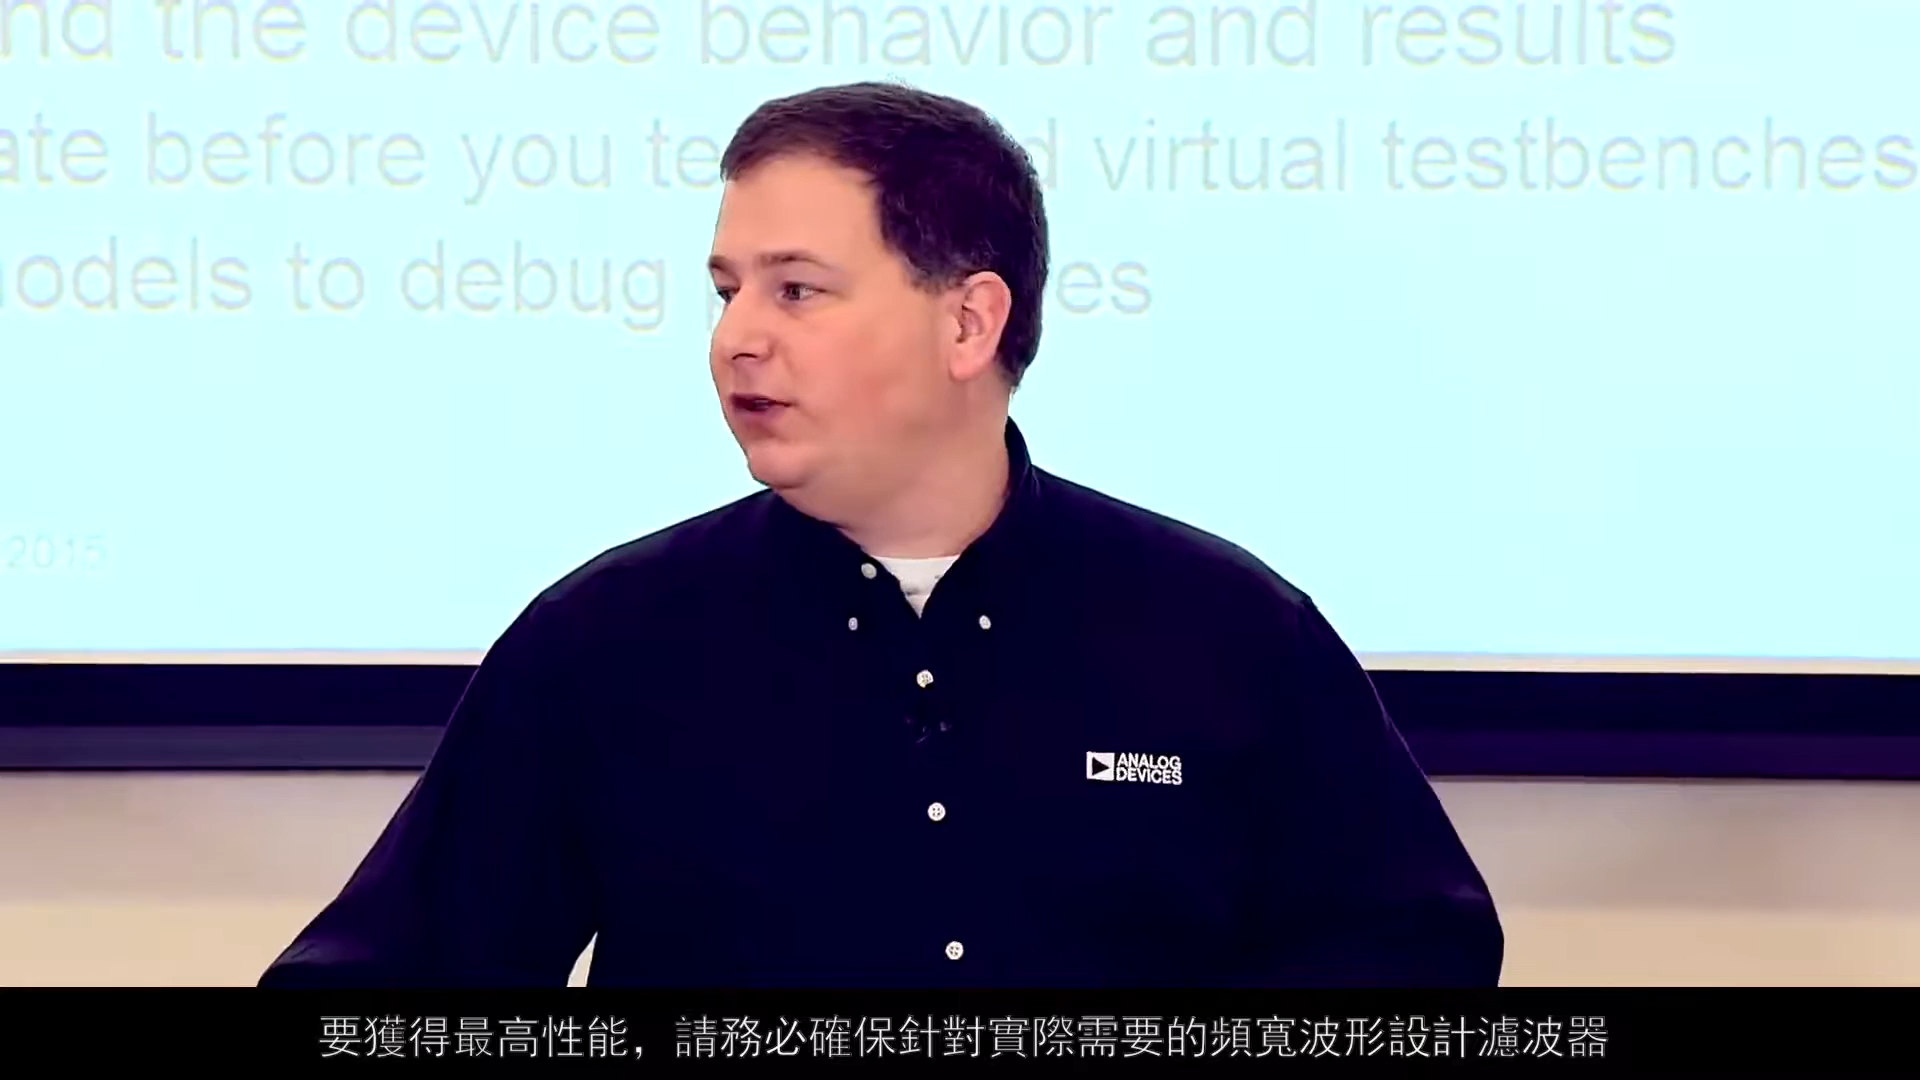 nd the device behavior and results
ate before you te d virtual testbenches
odels to debug es
2015
ANALOG
DEVICES
要獲得最高性能，請務必確保針對實際需要的頻寬波形設計濾波器